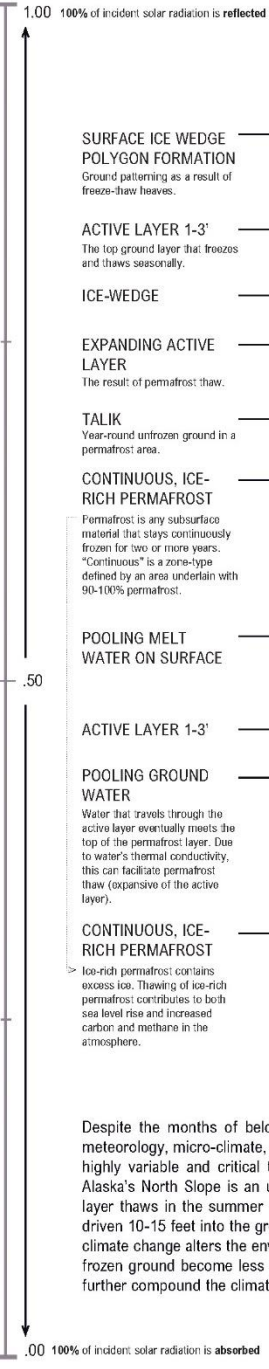 1.00 100% of incident solar radiation is reflected
SURFACE ICE WEDGE
POLYGON FORMATION
Ground patterning as a result of
freeze-thaw heaves.
ACTIVE LAYER 1-3'
The top ground layer that freezes
and thaws seasonally.
ICE-WEDGE
EXPANDING ACTIVE
LAYER
The result of permafrost thaw.
TALIK
Year-round unfrozen ground in a
permafrost area.
CONTINUOUS, ICE-
RICH PERMAFROST
Permafrost is any subsurface
material that stays continuously
frozen for two or more years.
"Continuous" is a zone-type
defined by an area underlain with
90-100% permafrost.
POOLING MELT
WATER ON SURFACE
.50
ACTIVE LAYER 1-3'
POOLING GROUND
WATER
Water that travels through the
active layer eventually meets the
top of the permafrost layer. Due
to water's thermal conductivity,
this can facilitate permafrost
thaw (expansive of the active
layer).
CONTINUOUS, ICE-
RICH PERMAFROST
> Ice-rich permafrost contains
excess ice. Thawing of ice-rich
permafrost contributes to both
sea level rise and increased
carbon and methane in the
atmosphere.
Despite the months of belo
meteorology, micro-climate,
highly variable and critical t
Alaska's North Slope is an u
layer thaws in the summer
driven 10-15 feet into the gr
climate change alters the env
frozen ground become less
further compound the climat
.00 100% of incident solar radiation is absorbed